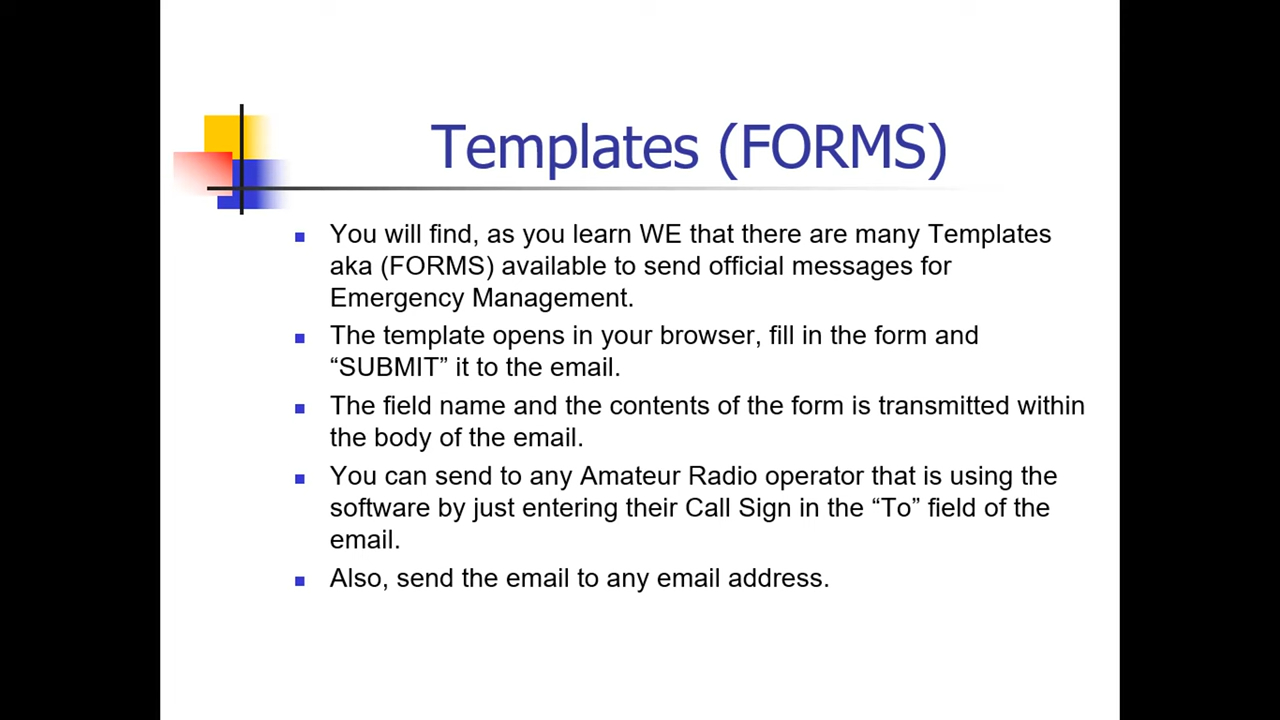 Templates (FORMS)
You will find, as you learn WE that there are many Templates
aka (FORMS) available to send official messages for
Emergency Management.
The template opens in your browser, fill in the form and
“SUBMIT” it to the email.
The field name and the contents of the form is transmitted within
the body of the email.
You can send to any Amateur Radio operator that is using the
software by just entering their Call Sign in the “To” field of the
email.
Also, send the email to any email address.